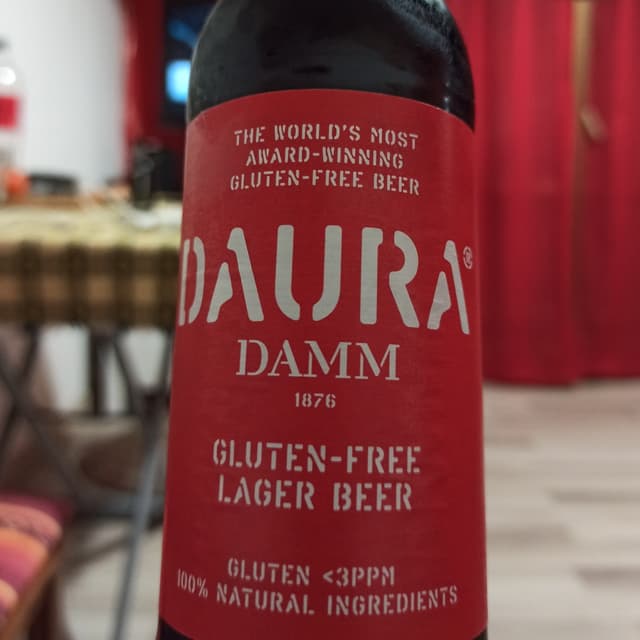 THE WORLD'S MOST
AWARD-WINNING
GLUTEN-FREE BEER
DAURA®
DAMM
1876
GLUTEN-FREE
LAGER BEER
GLUTEN <3PPM
100% NATURAL INGREDIENTS